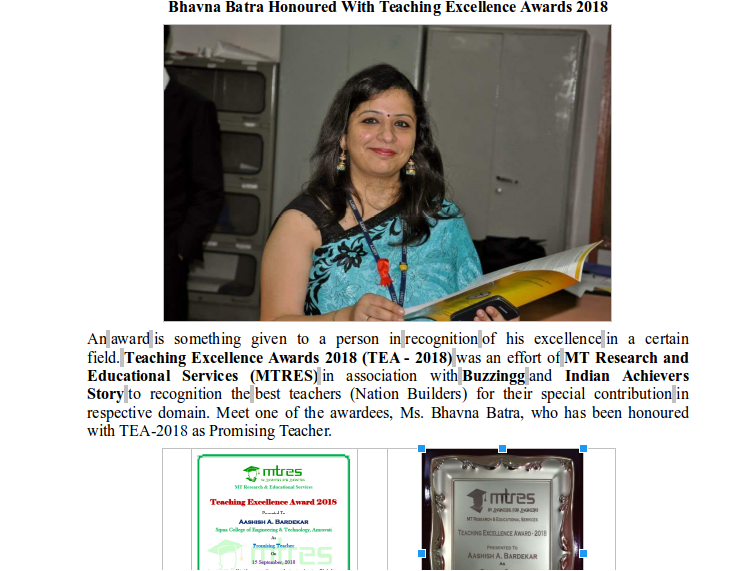 Bhavna Batra Honoured With Teaching Excellence Awards 2018
An award is something given to a person in recognition of his excellence in a certain
field. Teaching Excellence Awards 2018 (TEA - 2018) was an effort of MT Research and
Educational Services (MTRES) in association with Buzzingg and Indian Achievers
Story to recognition the best teachers (Nation Builders) for their special contribution in
respective domain. Meet one of the awardees, Ms. Bhavna Batra, who has been honoured
with TEA-2018 as Promising Teacher.
mtres
MT Research & Educational Services
Teaching Excellence Award 2018
Presented To
AASHISH A. BARDEKAR
Sipna College of Engineering & Technology, Amravati
As
Promising Teacher
On
15 September, 2018
mtres
mtres
MT RESEARCH & EDUCATIONAL SERVICES
TEACHING EXCELLENCE AWARD-2018
PRESENTED TO
AASHISH A. BARDEKAR
AS